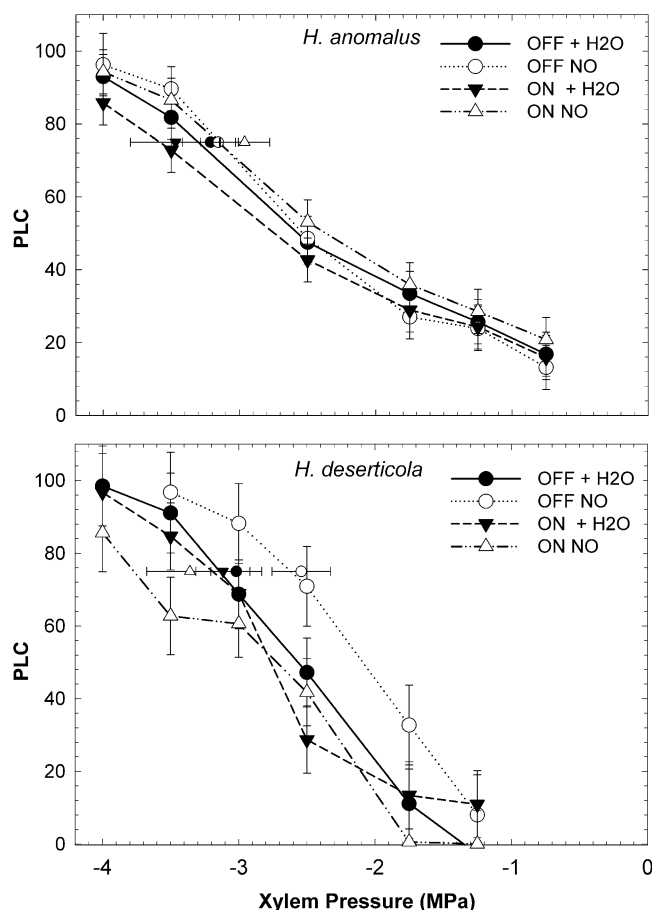 H. anomalus
OFF + H2O
OFF NO
ON + H2O
ON NO
100
80
60
40
20
0
PLC
H. deserticola
OFF + H2O
OFF NO
ON + H2O
ON NO
100
80
60
40
20
0
PLC
-4 -3 -2 -1 0
Xylem Pressure (MPa)